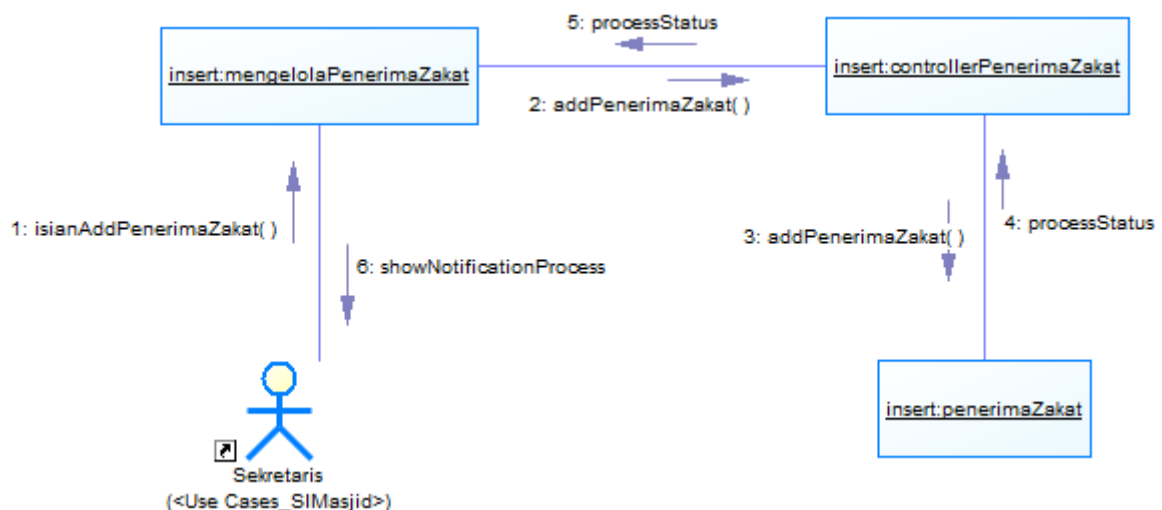 5: processStatus
insert:mengelolaPenerimaZakat
insert:controllerPenerimaZakat
2: addPenerimaZakat( )
1: isianAddPenerimaZakat( )
4: processStatus
3: addPenerimaZakat( )
6: showNotificationProcess
insert:penerimaZakat
Sekretaris
(<Use Cases_SIMasjid>)